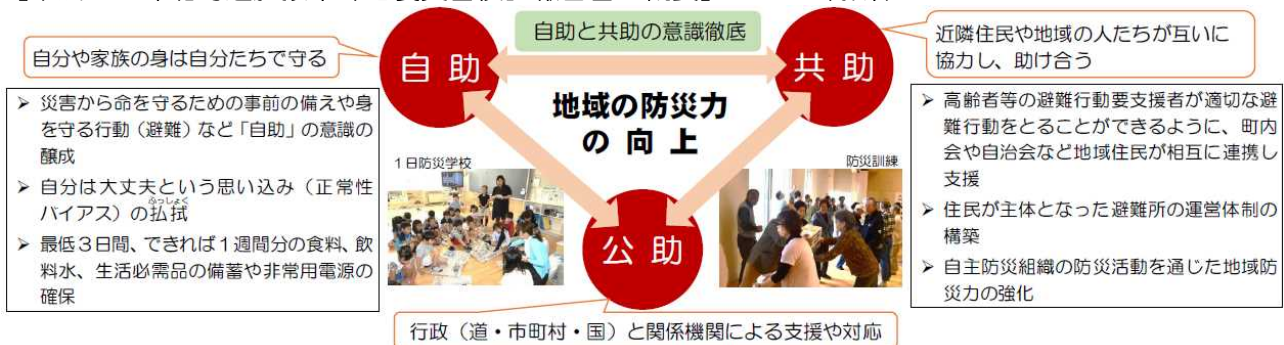 自分や家族の身は自分たちで守る
➢ 災害から命を守るための事前の備えや身
を守る行動（避難）など「自助」の意識の
醸成
➢ 自分は大丈夫という思い込み（正常性
バイアス）の払拭
ふっしょく
➢ 最低３日間、できれば１週間分の食料、飲
料水、生活必需品の備蓄や非常用電源の
確保
自助
自助と共助の意識徹底
共助
地域の防災力
の向上
１日防災学校
防災訓練
公助
行政（道・市町村・国）と関係機関による支援や対応
近隣住民や地域の人たちが互いに
協力し、助け合う
➢ 高齢者等の避難行動要支援者が適切な避
難行動をとることができるように、町内
会や自治会など地域住民が相互に連携し
支援
➢ 住民が主体となった避難所の運営体制の
構築
➢ 自主防災組織の防災活動を通じた地域防
災力の強化